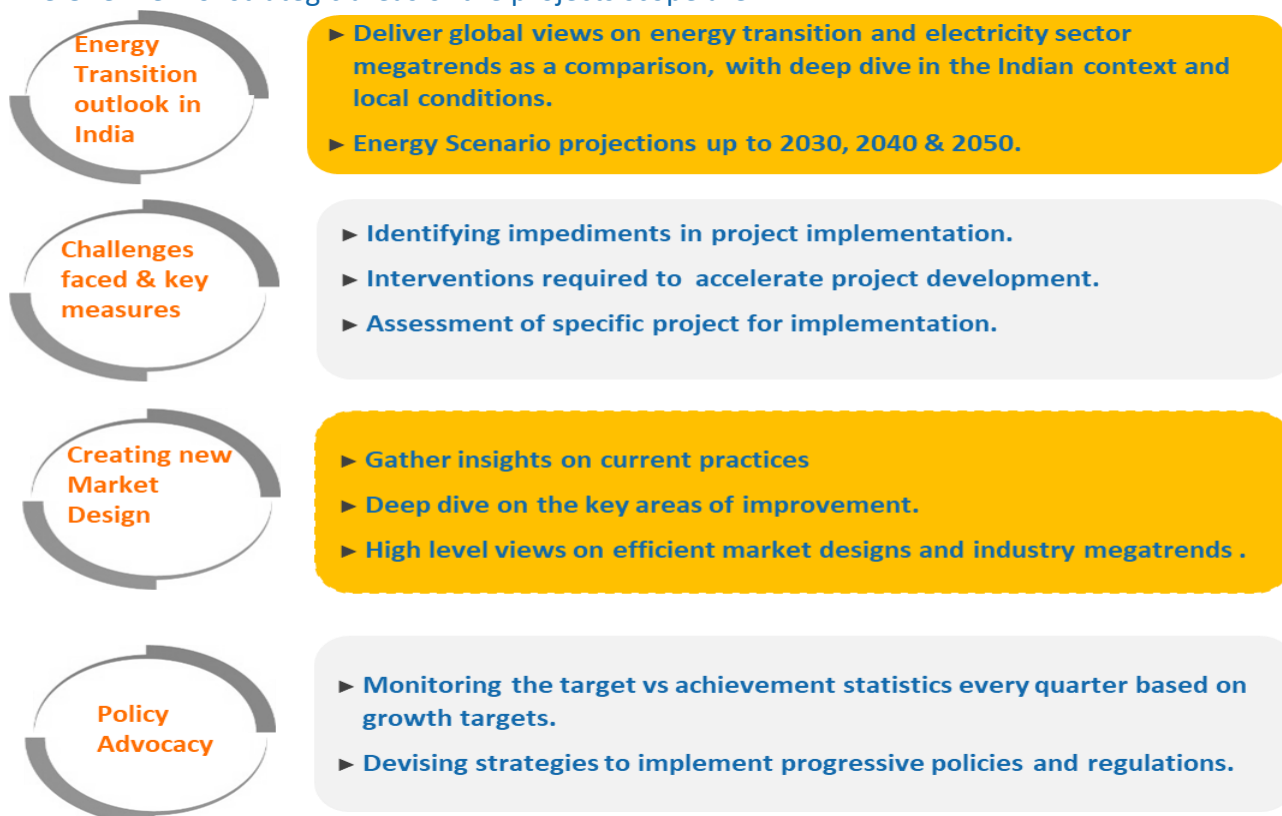 Energy
Transition
outlook in
India
► Deliver global views on energy transition and electricity sector
megatrends as a comparison, with deep dive in the Indian context and
local conditions.
► Energy Scenario projections up to 2030, 2040 & 2050.
Challenges
faced & key
measures
► Identifying impediments in project implementation.
► Interventions required to accelerate project development.
► Assessment of specific project for implementation.
Creating new
Market
Design
► Gather insights on current practices
► Deep dive on the key areas of improvement.
► High level views on efficient market designs and industry megatrends .
Policy
Advocacy
► Monitoring the target vs achievement statistics every quarter based on
growth targets.
► Devising strategies to implement progressive policies and regulations.